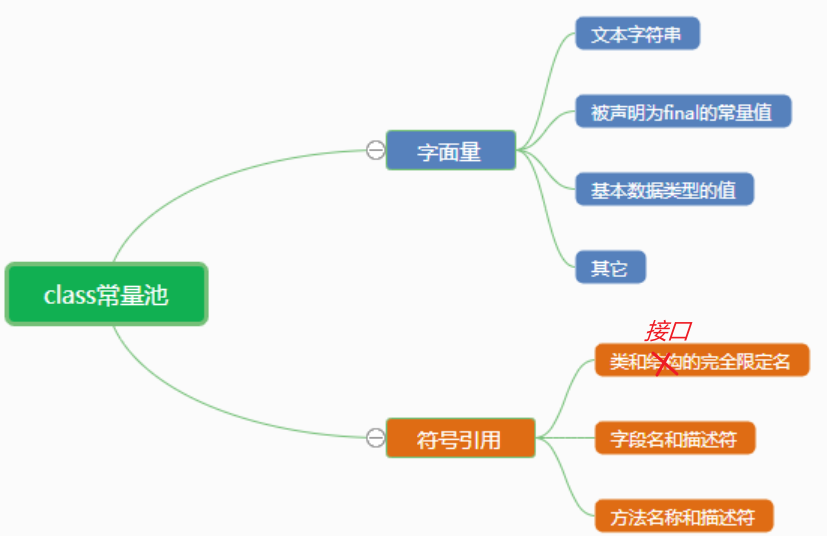 文本字符串
被声明为final的常量值
字面量
基本数据类型的值
其它
class常量池
接口
类和结构的完全限定名
符号引用
字段名和描述符
方法名称和描述符